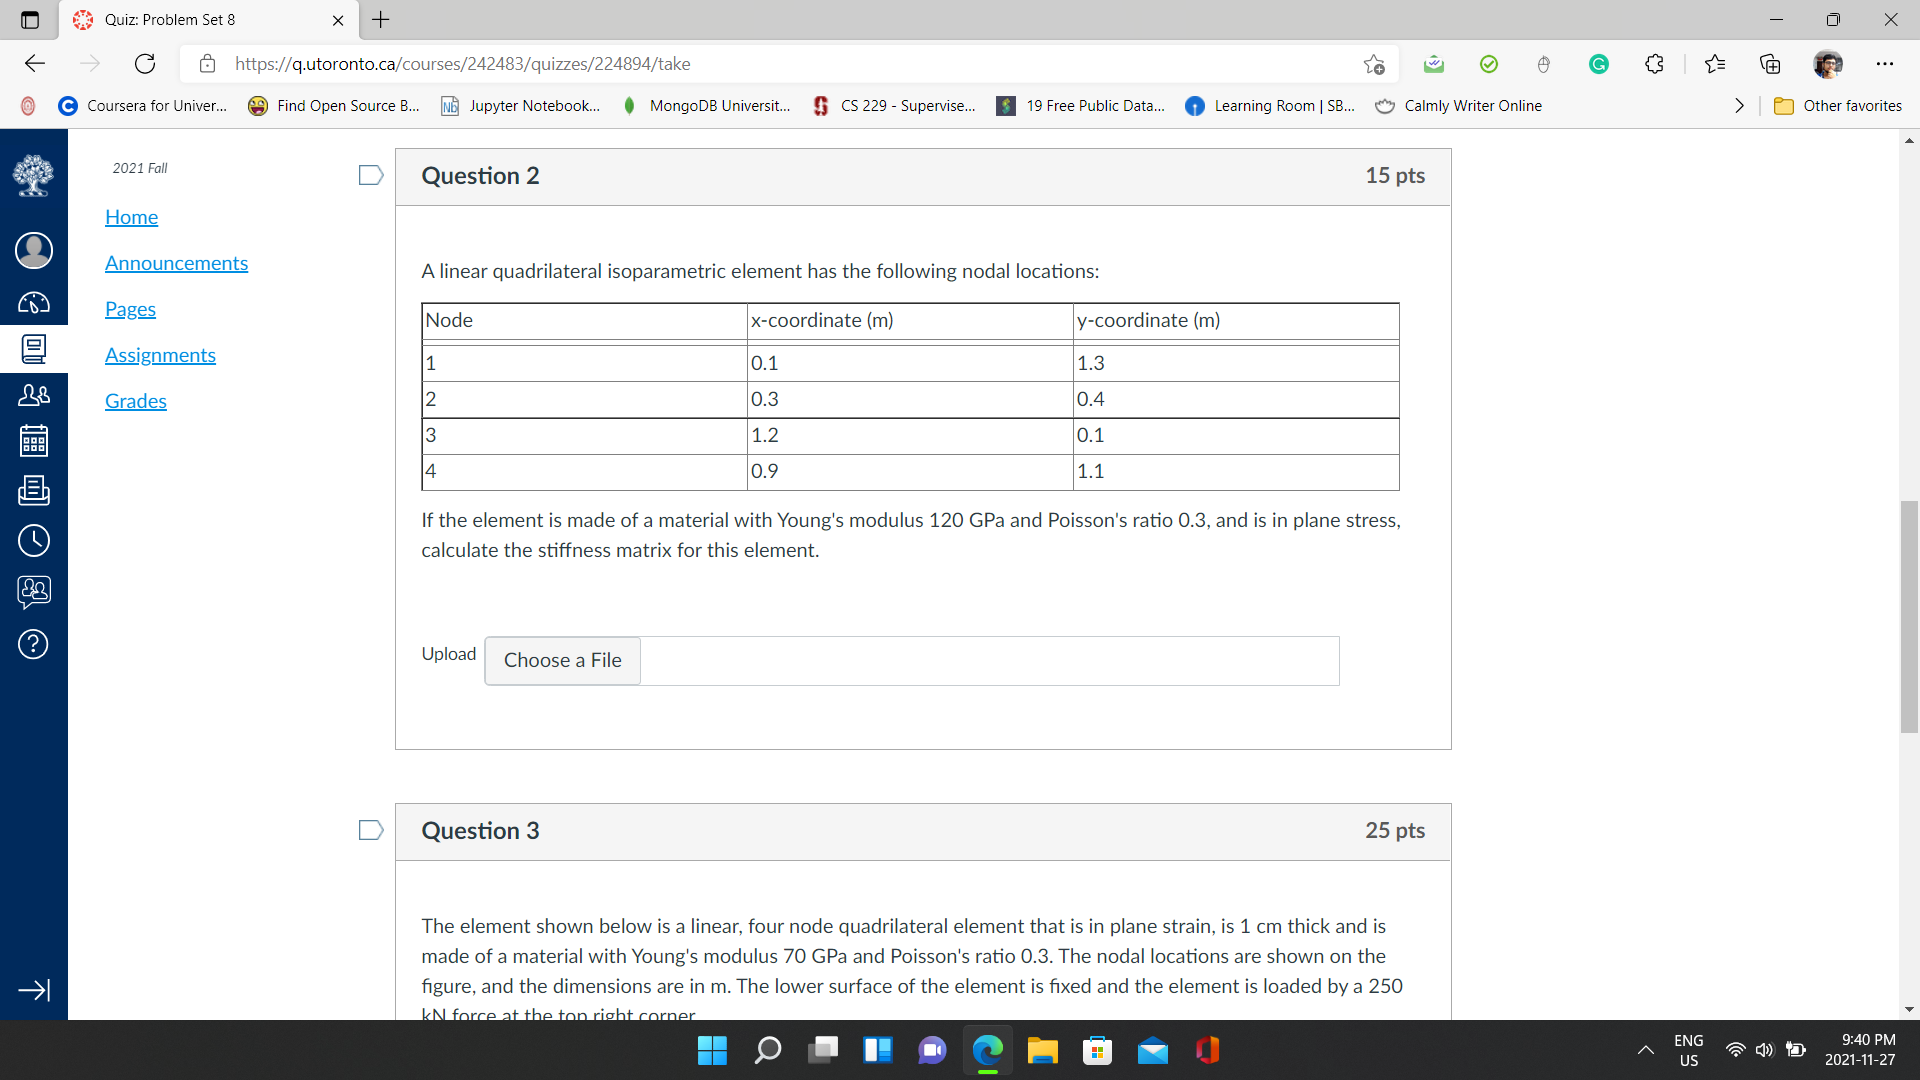 Quiz: Problem Set 8
https://q.utoronto.ca/courses/242483/quizzes/224894/take
Coursera for Univer...
Find Open Source B...
Jupyter Notebook...
MongoDB Universit...
CS 229 - Supervise...
19 Free Public Data...
Learning Room | SB...
Calmly Writer Online
Other favorites
2021 Fall
Home
Announcements
Pages
Assignments
Grades
Question 2 15 pts
A linear quadrilateral isoparametric element has the following nodal locations:
Node x-coordinate (m) y-coordinate (m)
1 0.1 1.3
2 0.3 0.4
3 1.2 0.1
4 0.9 1.1
If the element is made of a material with Young's modulus 120 GPa and Poisson's ratio 0.3, and is in plane stress,
calculate the stiffness matrix for this element.
Upload Choose a File
Question 3 25 pts
The element shown below is a linear, four node quadrilateral element that is in plane strain, is 1 cm thick and is
made of a material with Young's modulus 70 GPa and Poisson's ratio 0.3. The nodal locations are shown on the
figure, and the dimensions are in m. The lower surface of the element is fixed and the element is loaded by a 250
kN force at the top right corner.
ENG
US
9:40 PM
2021-11-27